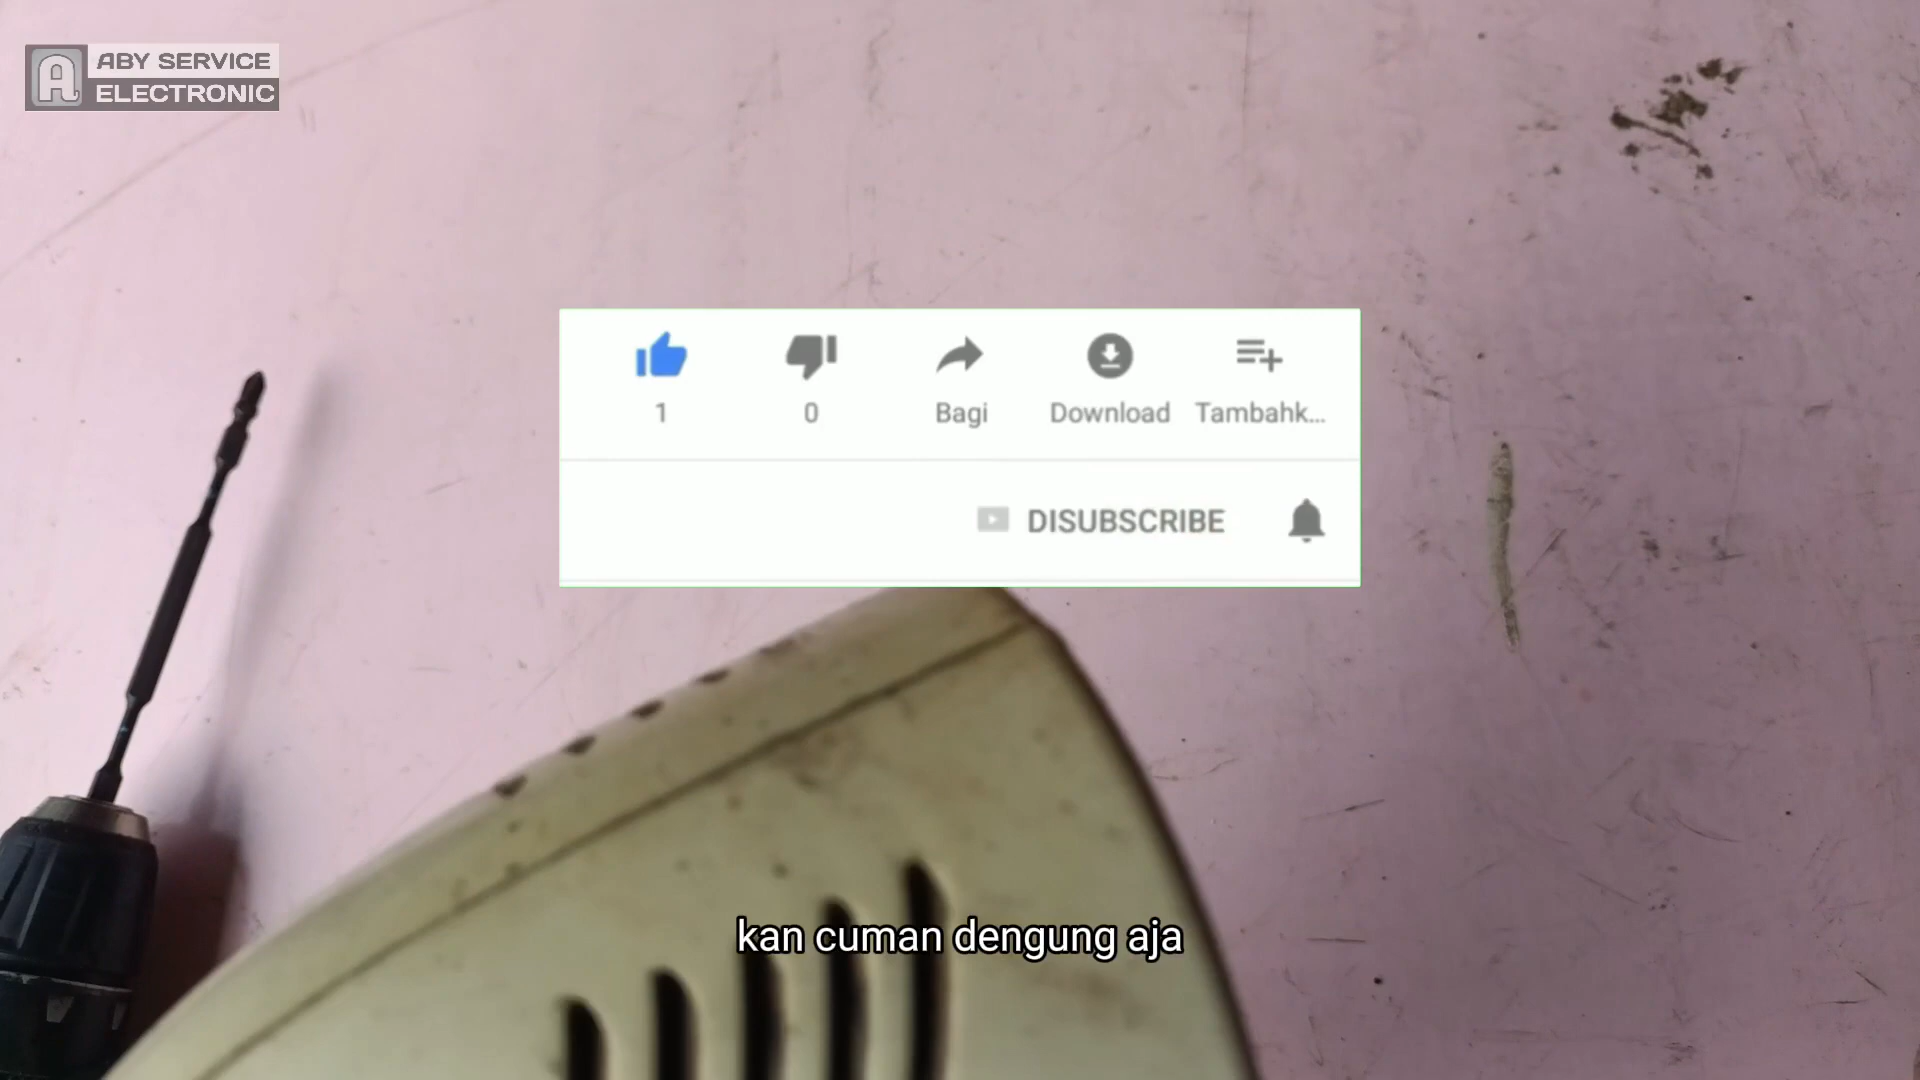 ABY SERVICE
ELECTRONIC
1
0
Bagi
Download
Tambahk...
DISUBSCRIBE
kan cuman dengung aja